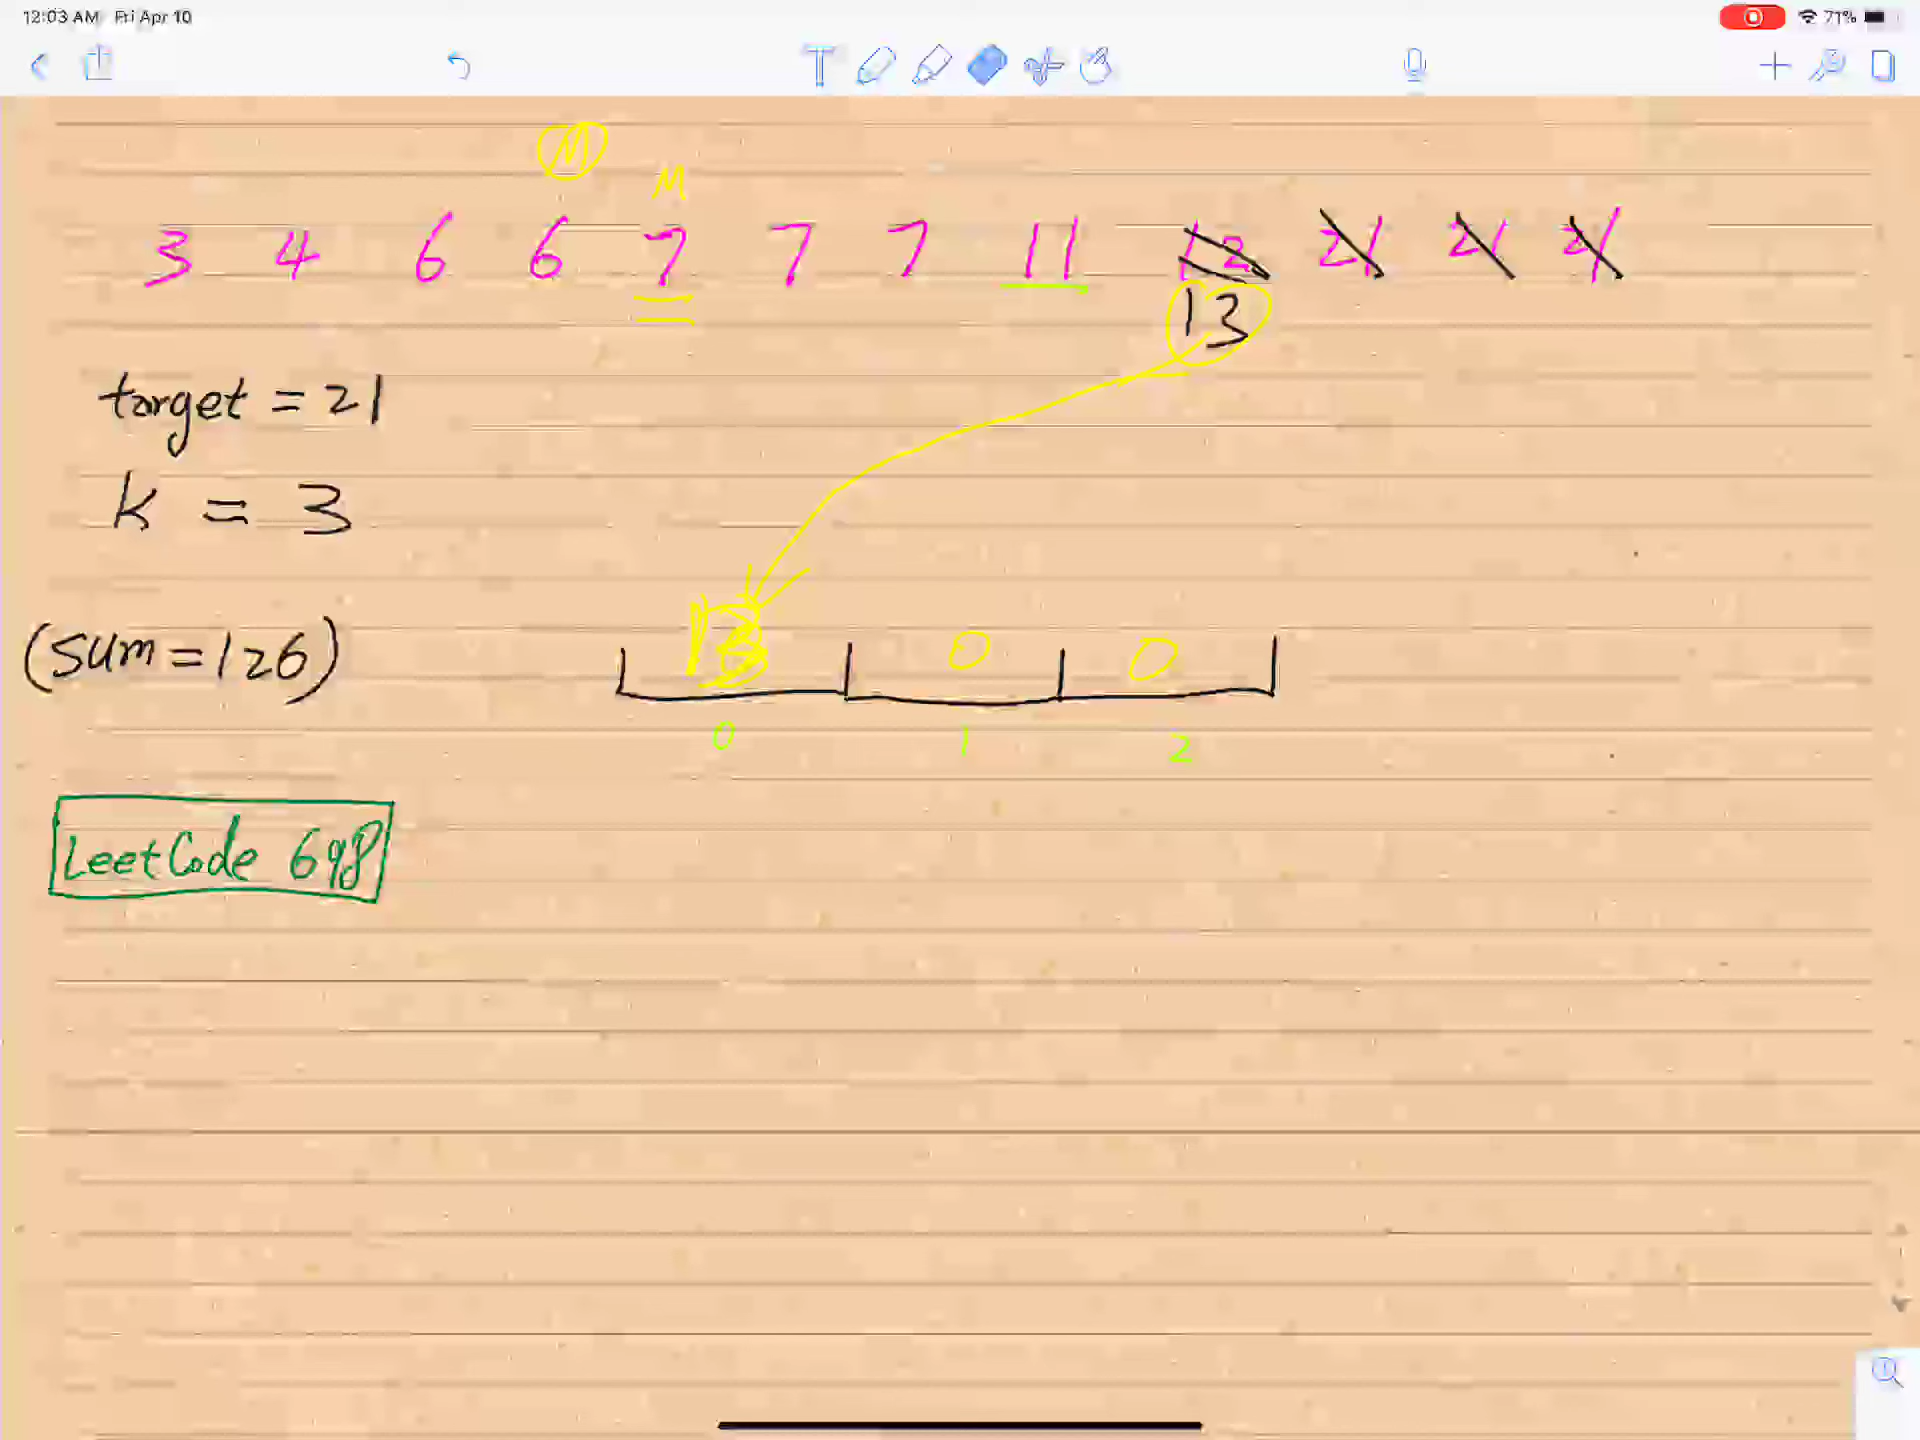 12:03 AM Fri Apr 10
71%
M
M
3 4 6 6 7 7 7 11 12 21 21 21
13
target = 21
k = 3
(sum=126)
13 0 0
0 1 2
LeetCode 698